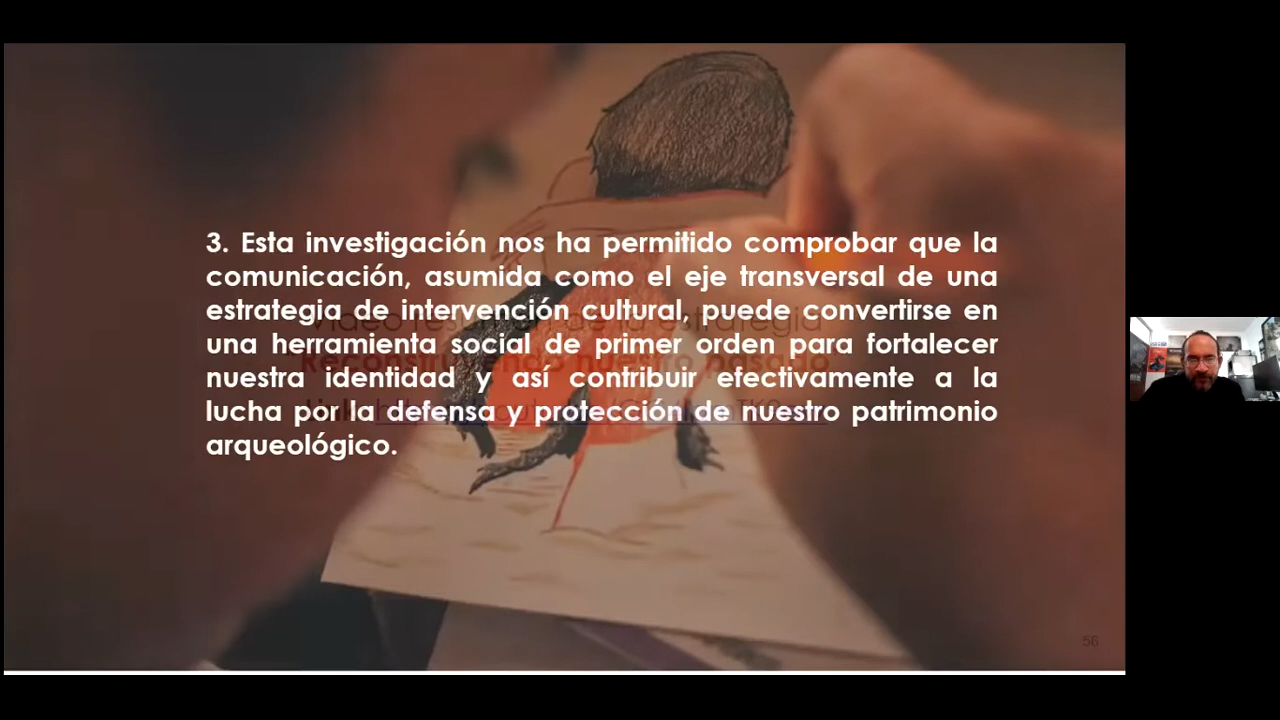 3. Esta investigación nos ha permitido comprobar que la
comunicación, asumida como el eje transversal de una
estrategia de intervención cultural, puede convertirse en
una herramienta social de primer orden para fortalecer
nuestra identidad y así contribuir efectivamente a la
lucha por la defensa y protección de nuestro patrimonio
arqueológico.
56